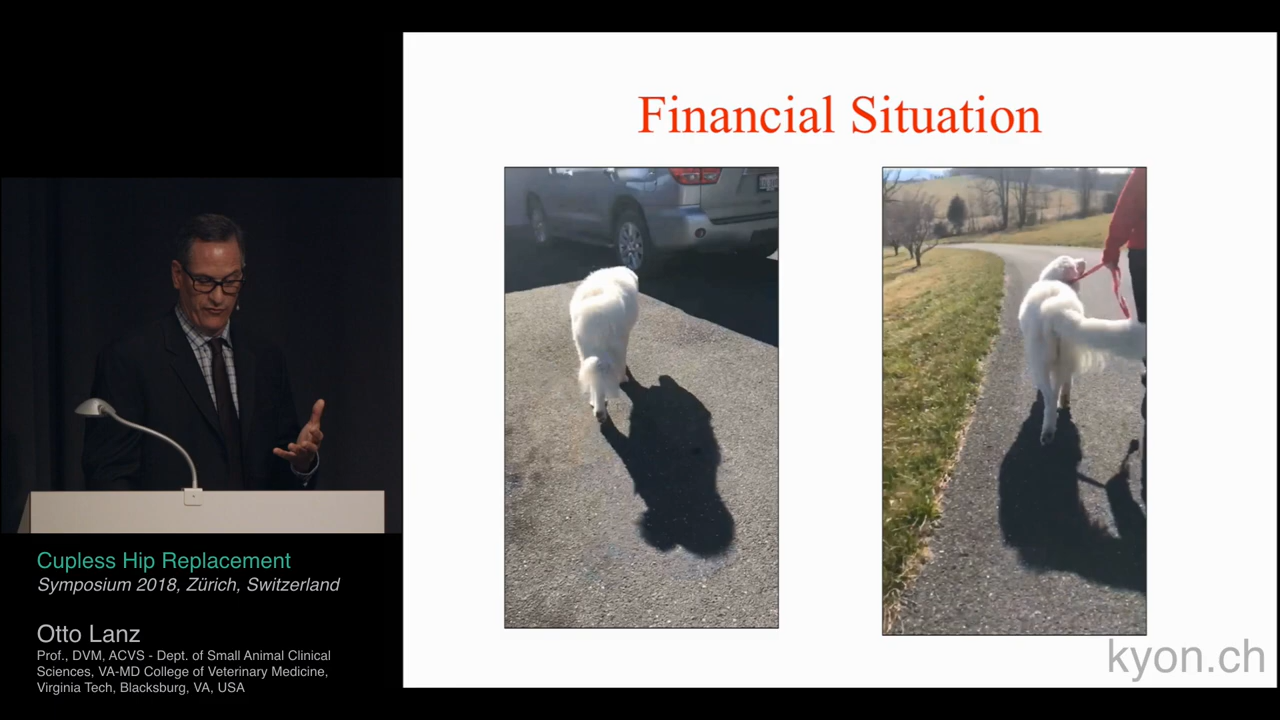 Financial Situation
Cupless Hip Replacement
Symposium 2018, Zürich, Switzerland
Otto Lanz
Prof., DVM, ACVS - Dept. of Small Animal Clinical
Sciences, VA-MD College of Veterinary Medicine,
Virginia Tech, Blacksburg, VA, USA
kyon.ch